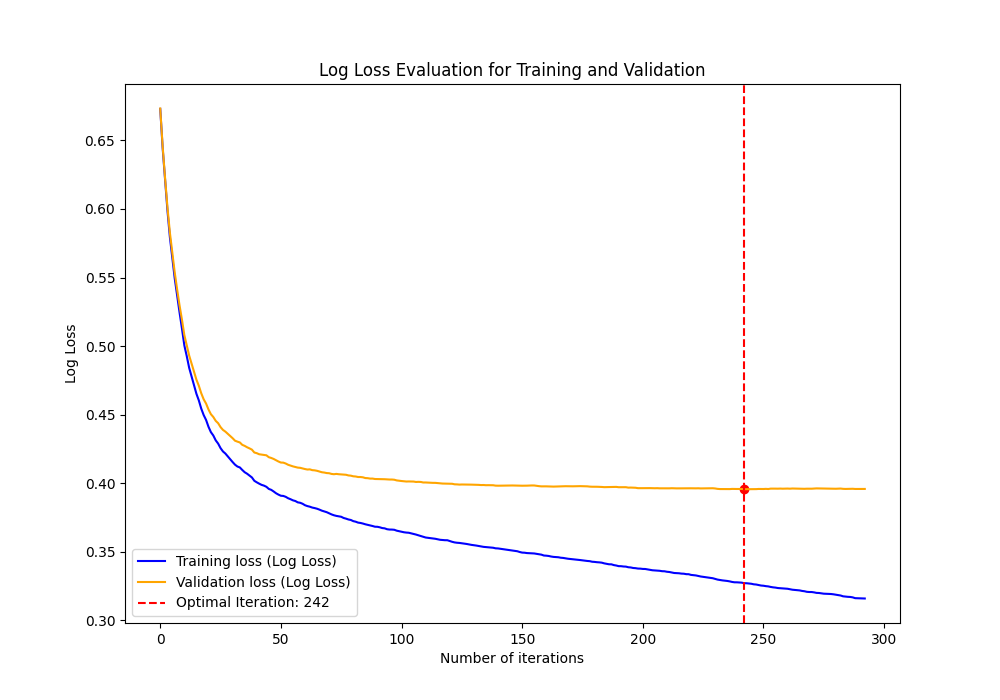 Log Loss Evaluation for Training and Validation
Log Loss
0.65
0.60
0.55
0.50
0.45
0.40
0.35
0.30
Training loss (Log Loss)
Validation loss (Log Loss)
Optimal Iteration: 242
0 50 100 150 200 250 300
Number of iterations